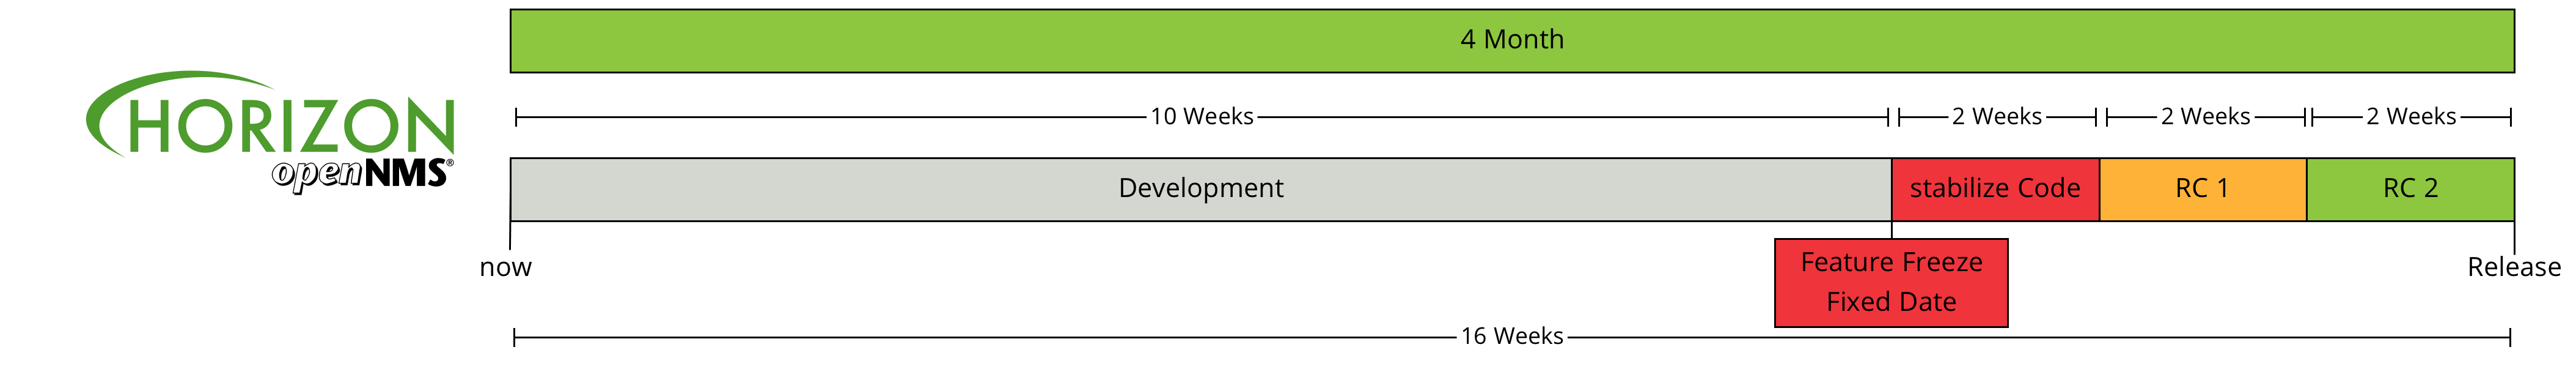 4 Month
HORIZON
openNMS®
10 Weeks
2 Weeks
2 Weeks
2 Weeks
Development
stabilize Code
RC 1
RC 2
now
Feature Freeze
Fixed Date
Release
16 Weeks